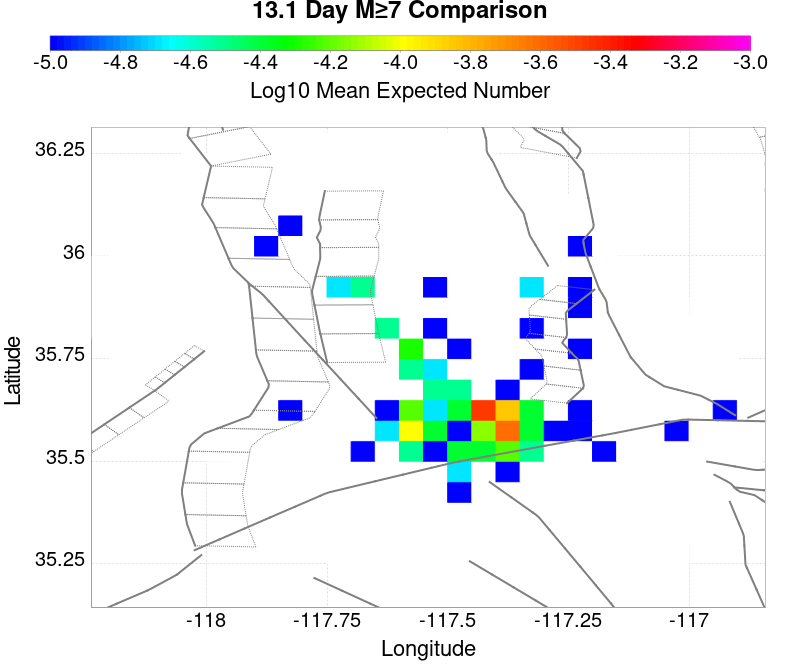 13.1 Day M≥7 Comparison
-5.0 -4.8 -4.6 -4.4 -4.2 -4.0 -3.8 -3.6 -3.4 -3.2 -3.0
Log10 Mean Expected Number
36.25
36
35.75
35.5
35.25
Latitude
-118 -117.75 -117.5 -117.25 -117
Longitude